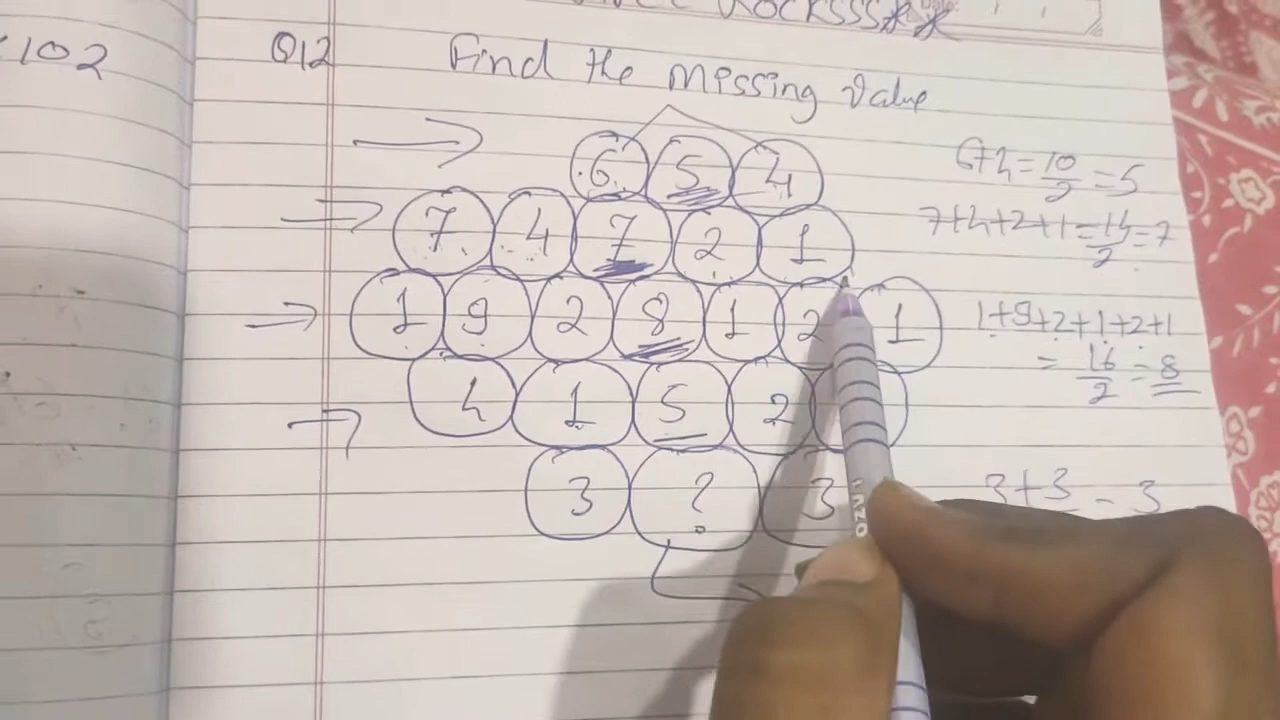 ROCKSSS**
102
Q12 Find the missing value
6 5 4
6+4=10/2=5
7 4 7 2 1
7+4+2+1=14/2=7
1 9 2 8 1 2 1
1+9+2+1+2+1
= 16/2 = 8
4 1 5 2
3 ? 3
3+3 = 3